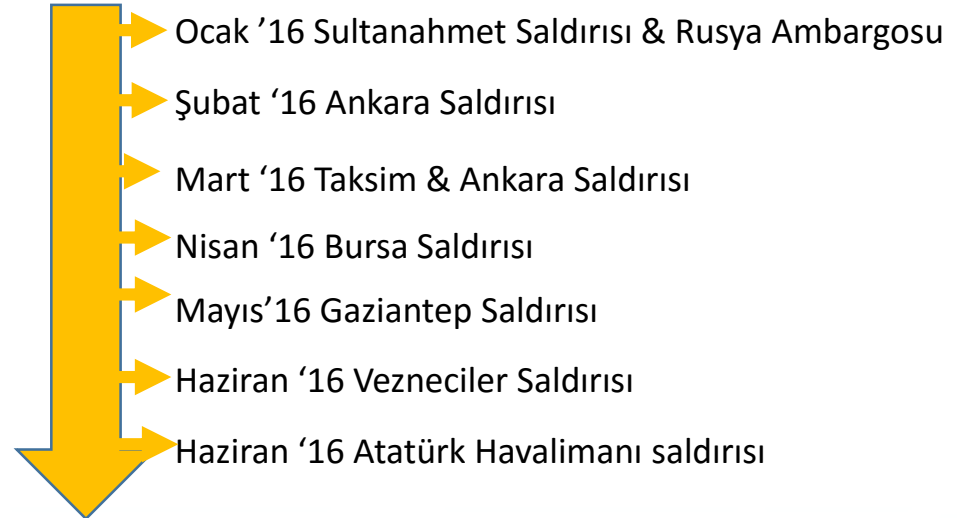 Ocak ’16 Sultanahmet Saldırısı & Rusya Ambargosu
Şubat ‘16 Ankara Saldırısı
Mart ‘16 Taksim & Ankara Saldırısı
Nisan ‘16 Bursa Saldırısı
Mayıs’16 Gaziantep Saldırısı
Haziran ‘16 Vezneciler Saldırısı
Haziran ‘16 Atatürk Havalimanı saldırısı